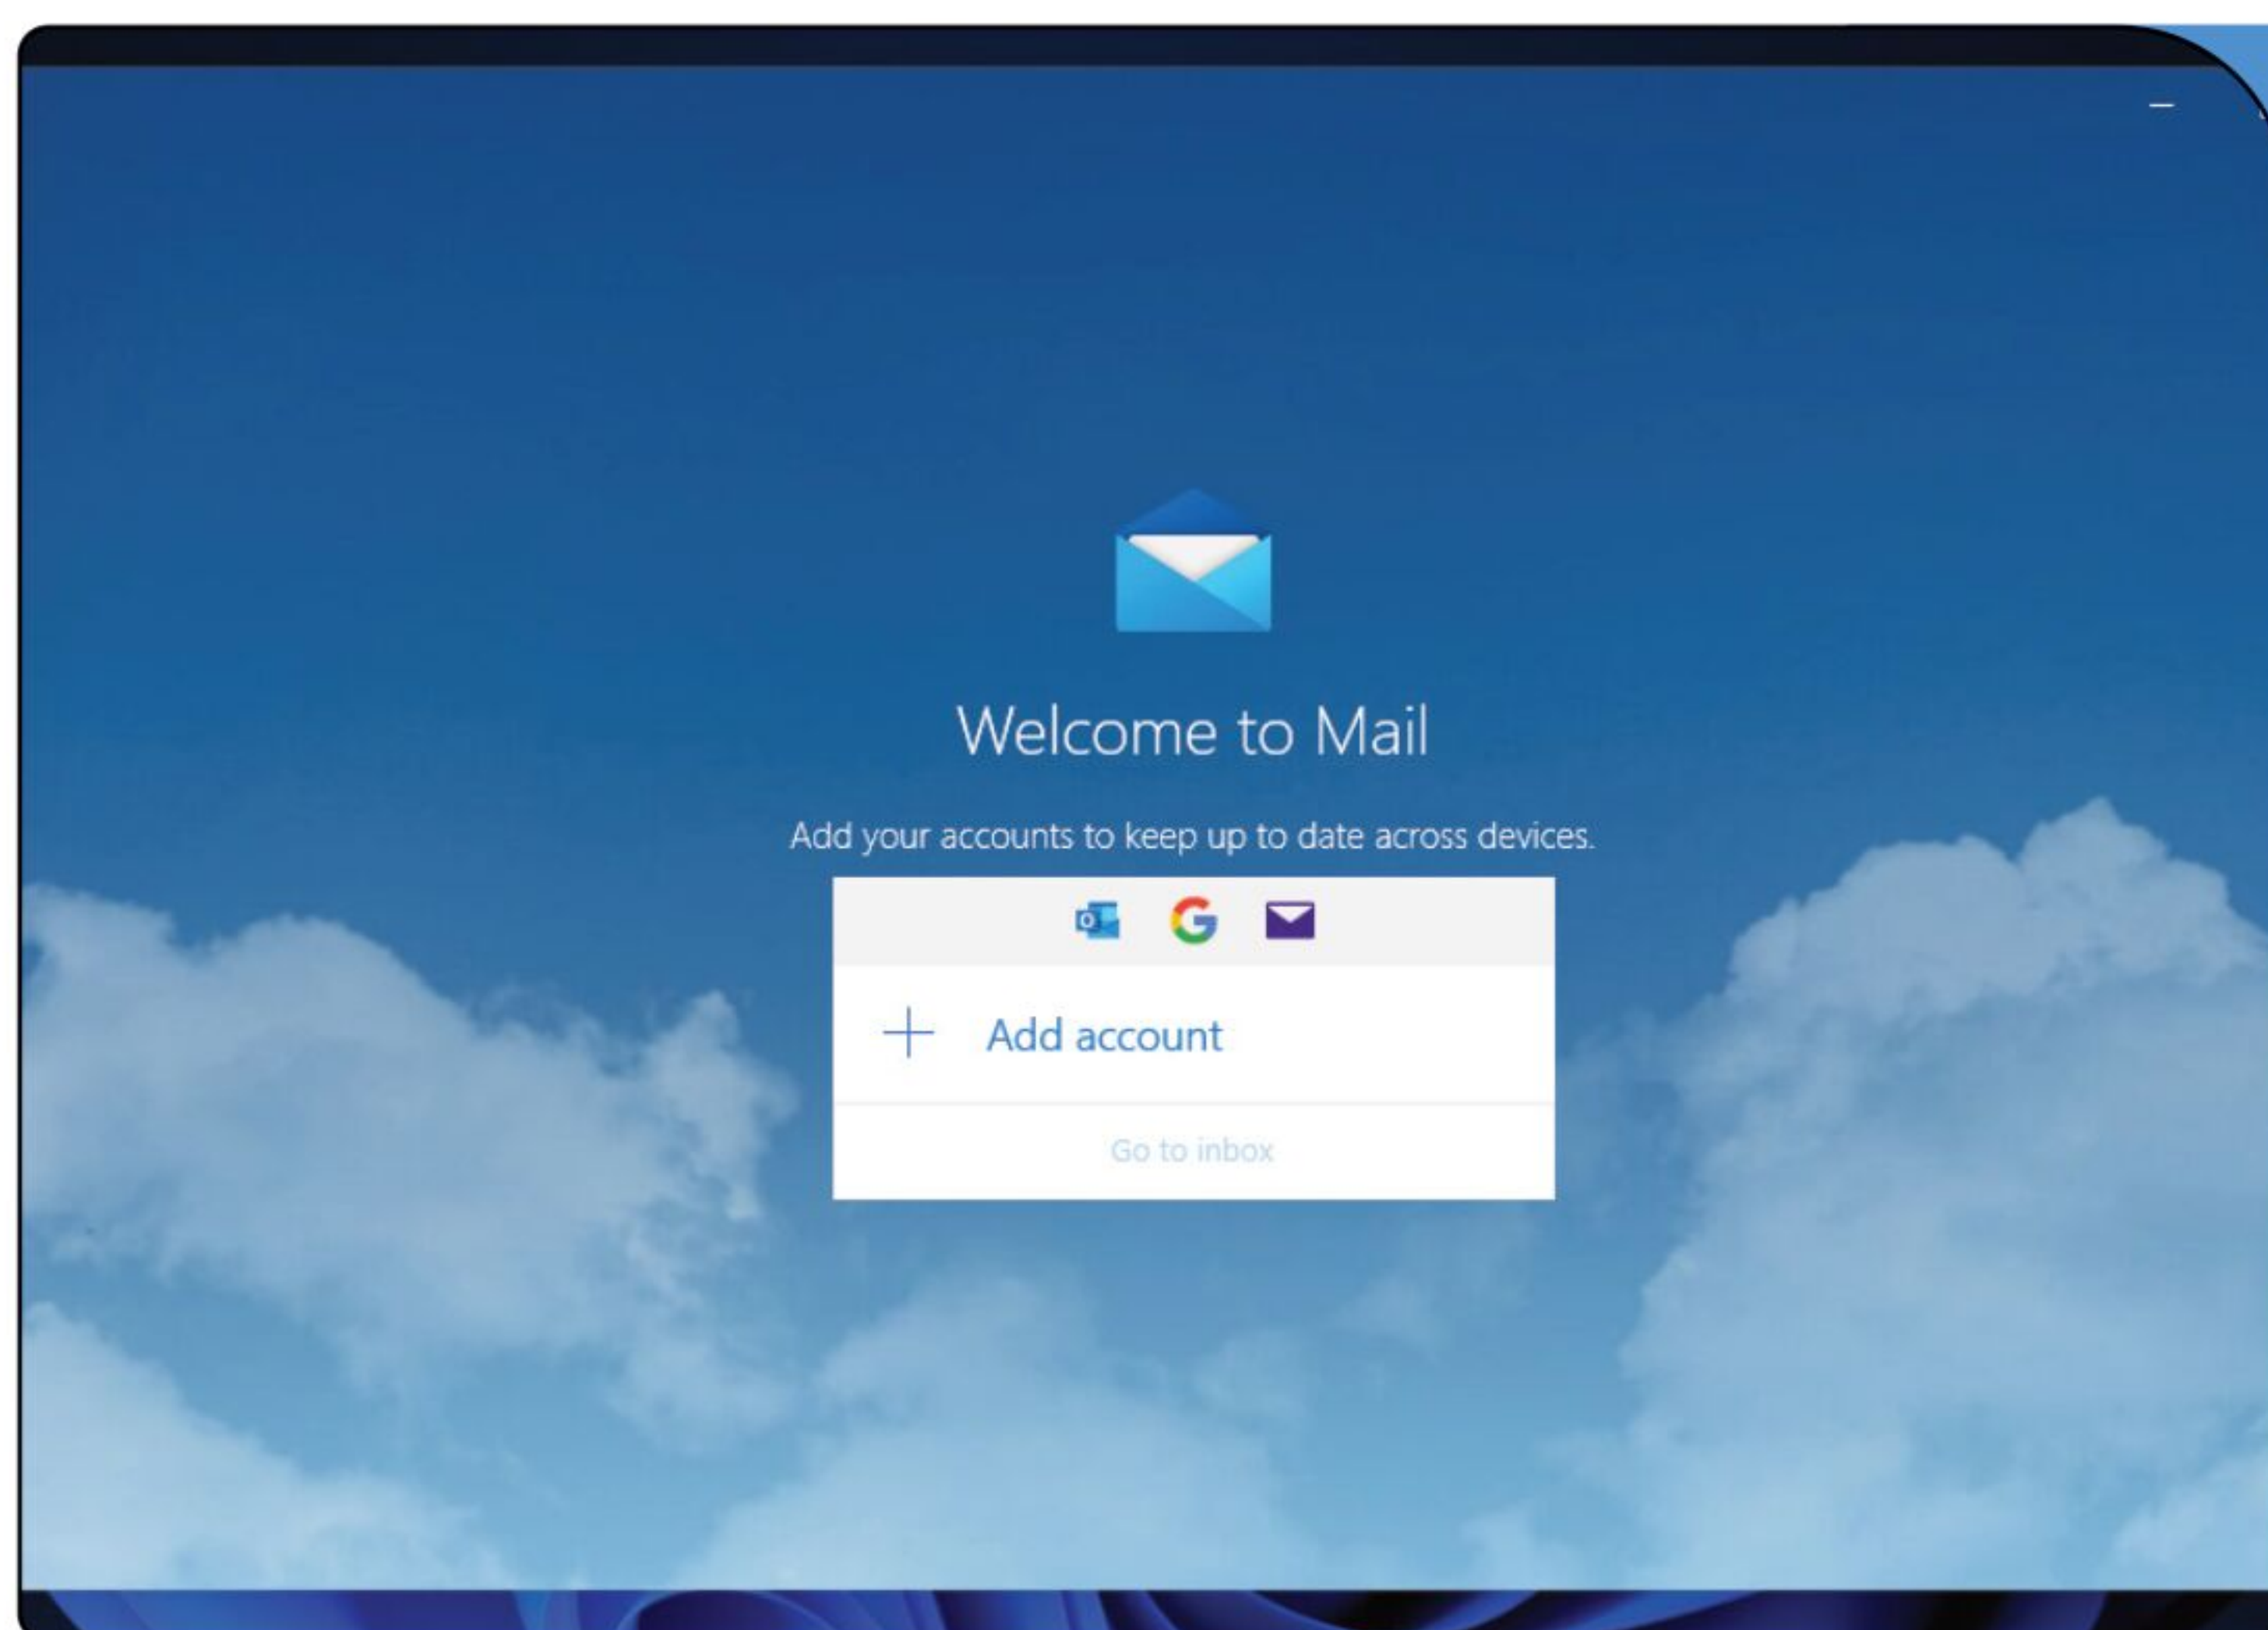 Welcome to Mail
Add your accounts to keep up to date across devices.
Add account
Go to inbox